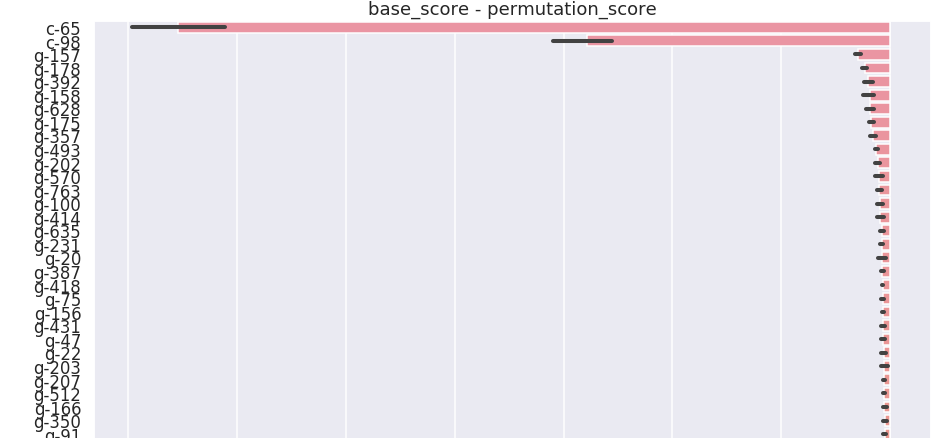 base_score - permutation_score
c-65
c-98
g-157
g-178
g-392
g-158
g-628
g-175
g-357
g-493
g-202
g-570
g-763
g-100
g-414
g-635
g-231
g-20
g-387
g-418
g-75
g-156
g-431
g-47
g-22
g-203
g-207
g-512
g-166
g-350
g-91